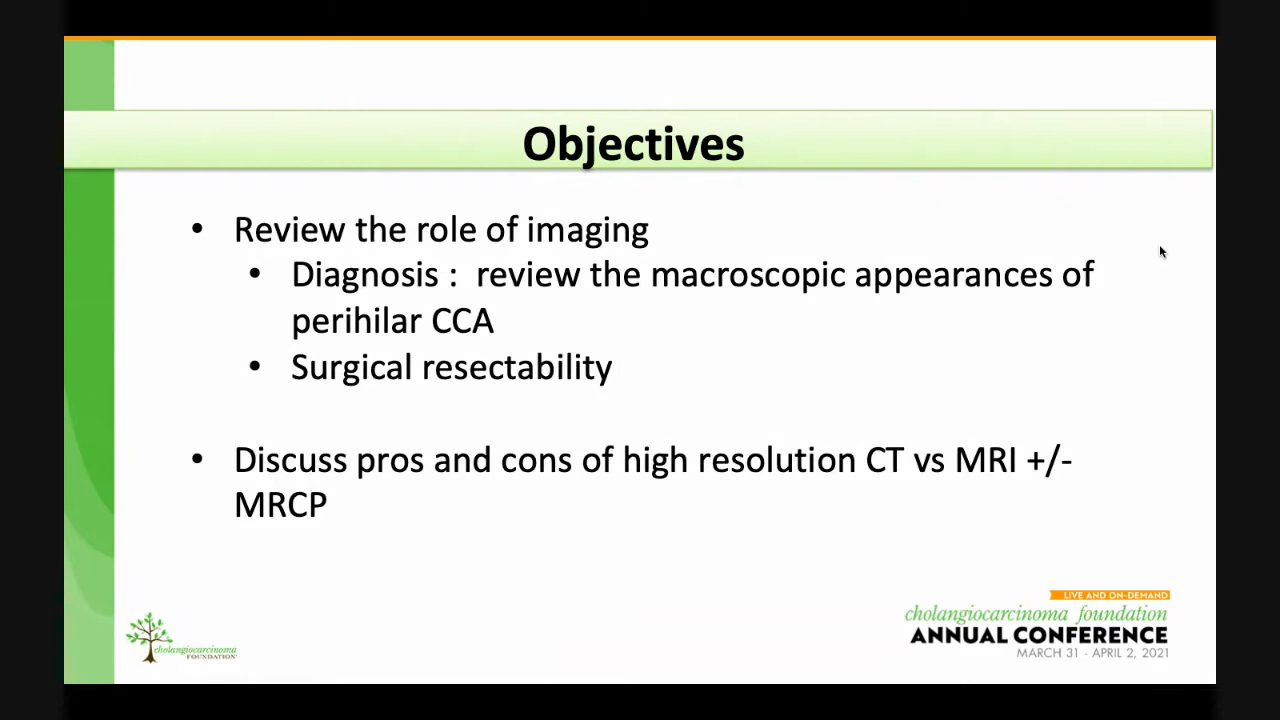 Objectives
• Review the role of imaging
• Diagnosis : review the macroscopic appearances of
perihilar CCA
• Surgical resectability
• Discuss pros and cons of high resolution CT vs MRI +/-
MRCP
LIVE AND ON-DEMAND
cholangiocarcinoma foundation
ANNUAL CONFERENCE
MARCH 31 - APRIL 2, 2021
cholangiocarcinoma
FOUNDATION